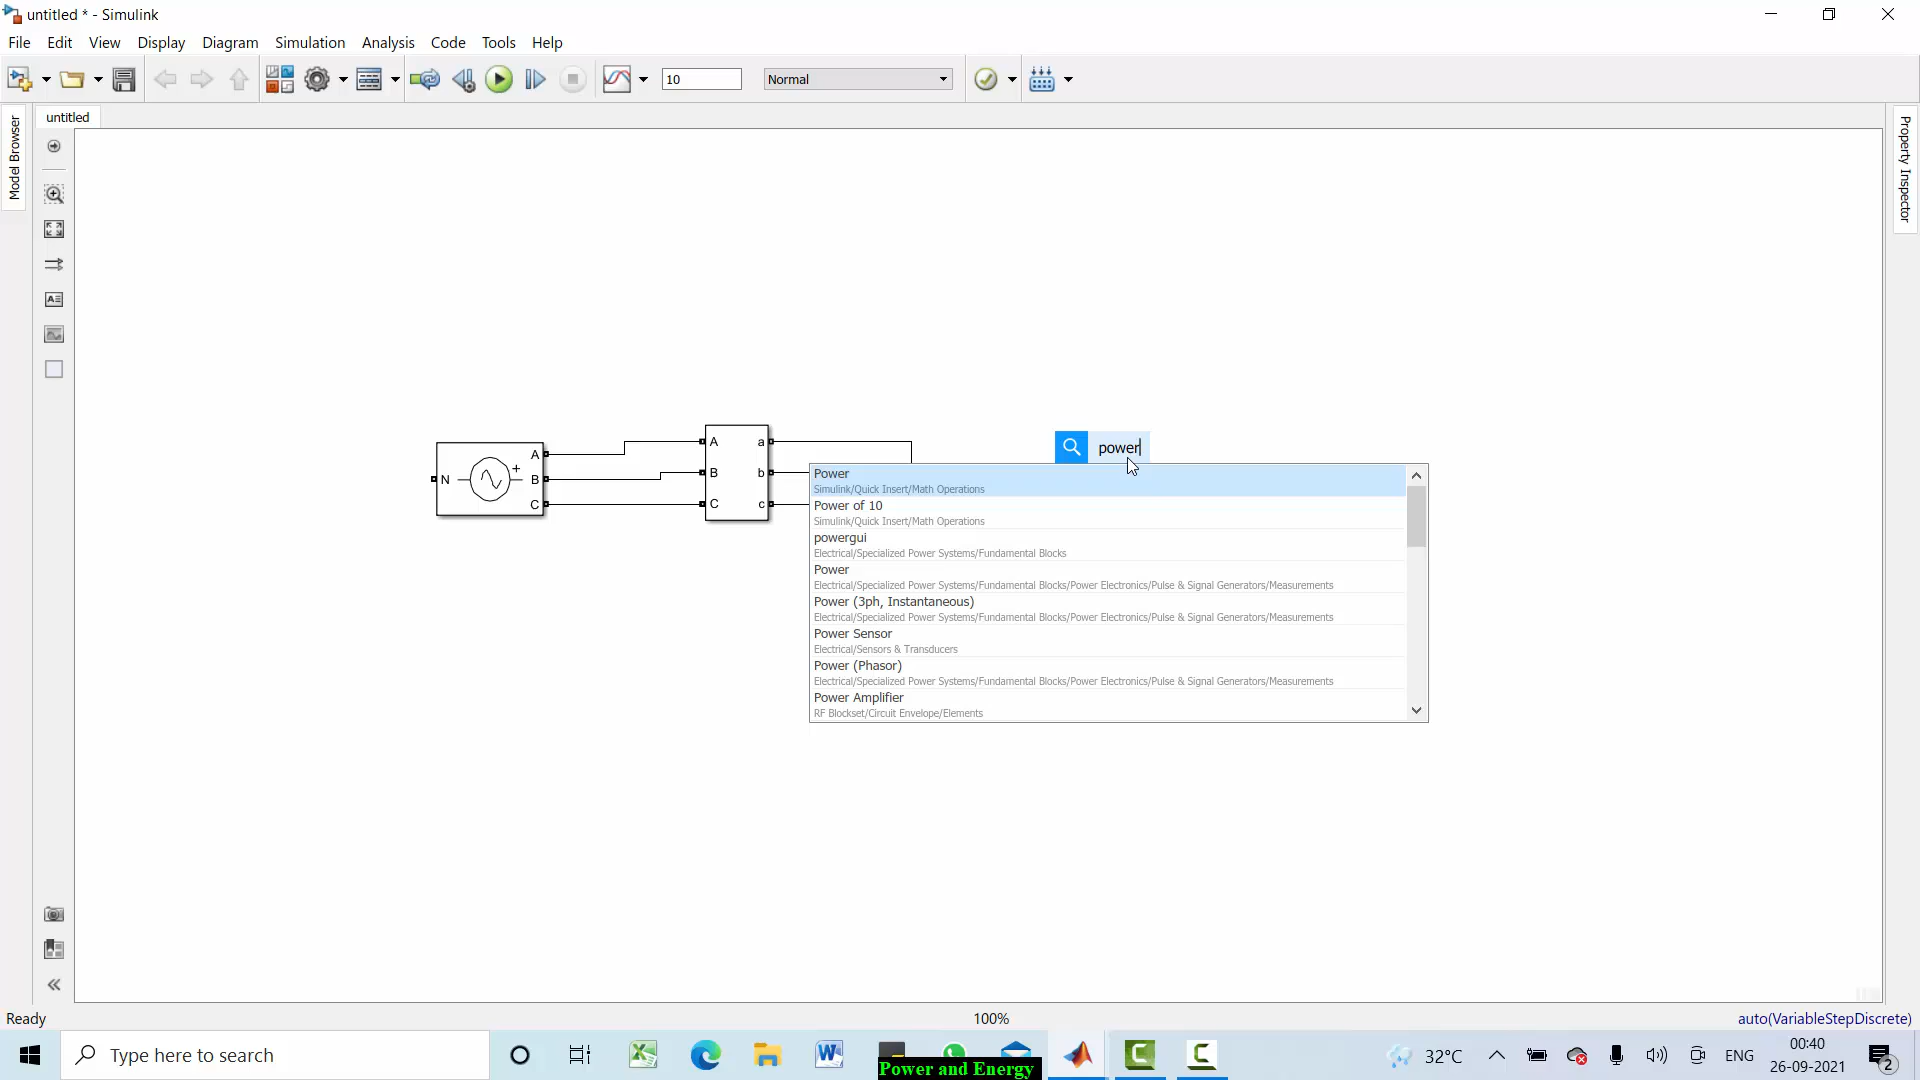 untitled * - Simulink
File Edit View Display Diagram Simulation Analysis Code Tools Help
10
Normal
Model Browser
untitled
Property Inspector
N
A
B
C
+
A
B
C
a
b
c
power
Power
Simulink/Quick Insert/Math Operations
Power of 10
Simulink/Quick Insert/Math Operations
powergui
Electrical/Specialized Power Systems/Fundamental Blocks
Power
Electrical/Specialized Power Systems/Fundamental Blocks/Power Electronics/Pulse & Signal Generators/Measurements
Power (3ph, Instantaneous)
Electrical/Specialized Power Systems/Fundamental Blocks/Power Electronics/Pulse & Signal Generators/Measurements
Power Sensor
Electrical/Sensors & Transducers
Power (Phasor)
Electrical/Specialized Power Systems/Fundamental Blocks/Power Electronics/Pulse & Signal Generators/Measurements
Power Amplifier
RF Blockset/Circuit Envelope/Elements
Ready
100%
auto(VariableStepDiscrete)
Type here to search
Power and Energy
32°C
ENG
00:40
26-09-2021
2